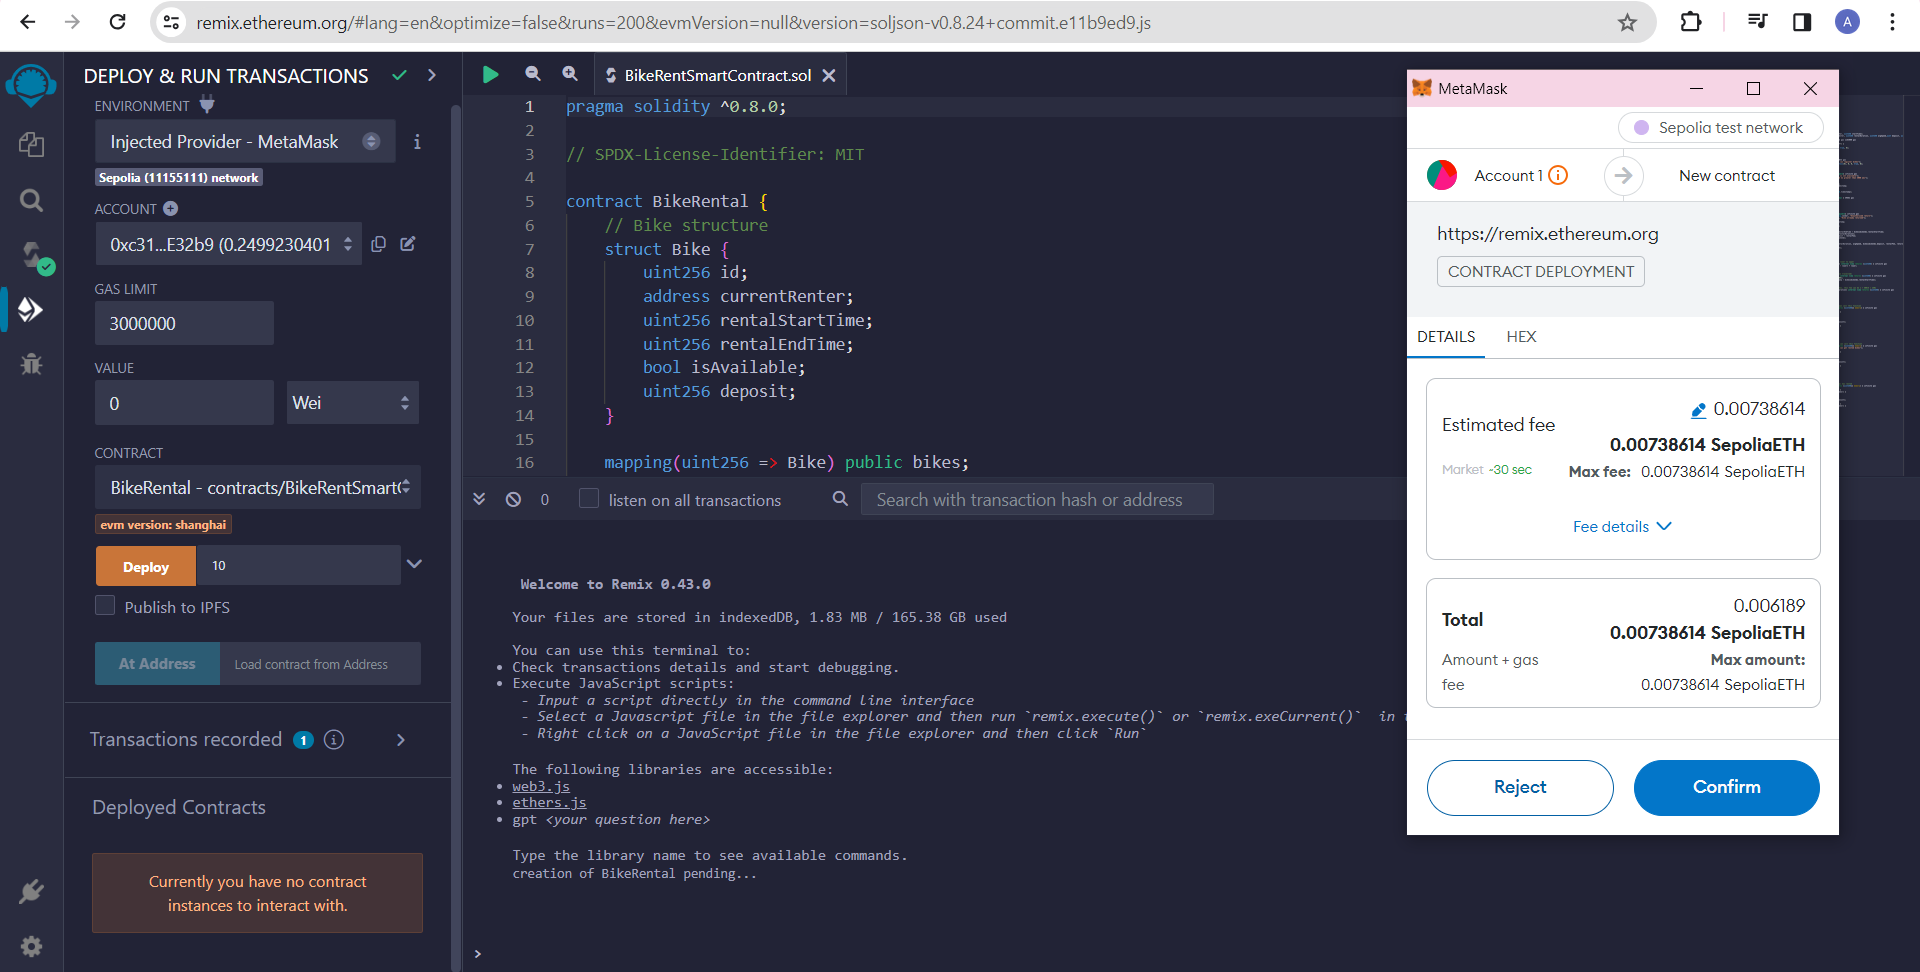 remix.ethereum.org/#lang=en&optimize=false&runs=200&evmVersion=null&version=soljson-v0.8.24+commit.e11b9ed9.js
A
DEPLOY & RUN TRANSACTIONS
ENVIRONMENT
Injected Provider - MetaMask
i
Sepolia (11155111) network
ACCOUNT
0xc31...E32b9 (0.2499230401
GAS LIMIT
3000000
VALUE
0
Wei
CONTRACT
BikeRental - contracts/BikeRentSmart
evm version: shanghai
Deploy
10
Publish to IPFS
At Address
Load contract from Address
Transactions recorded 1 i
Deployed Contracts
Currently you have no contract
instances to interact with.
BikeRentSmartContract.sol
1 pragma solidity ^0.8.0;
2
3 // SPDX-License-Identifier: MIT
4
5 contract BikeRental {
6 // Bike structure
7 struct Bike {
8 uint256 id;
9 address currentRenter;
10 uint256 rentalStartTime;
11 uint256 rentalEndTime;
12 bool isAvailable;
13 uint256 deposit;
14 }
15
16 mapping(uint256 => Bike) public bikes;
0
listen on all transactions
Search with transaction hash or address
Welcome to Remix 0.43.0
Your files are stored in indexedDB, 1.83 MB / 165.38 GB used
You can use this terminal to:
• Check transactions details and start debugging.
• Execute JavaScript scripts:
- Input a script directly in the command line interface
- Select a Javascript file in the file explorer and then run `remix.execute()` or `remix.exeCurrent()` in
- Right click on a JavaScript file in the file explorer and then click `Run`
The following libraries are accessible:
• web3.js
• ethers.js
• gpt <your question here>
Type the library name to see available commands.
creation of BikeRental pending...
>
MetaMask
Sepolia test network
Account 1
New contract
https://remix.ethereum.org
CONTRACT DEPLOYMENT
DETAILS
HEX
Estimated fee
0.00738614
0.00738614 SepoliaETH
Market ~30 sec
Max fee: 0.00738614 SepoliaETH
Fee details
Total
0.006189
0.00738614 SepoliaETH
Amount + gas
fee
Max amount:
0.00738614 SepoliaETH
Reject
Confirm